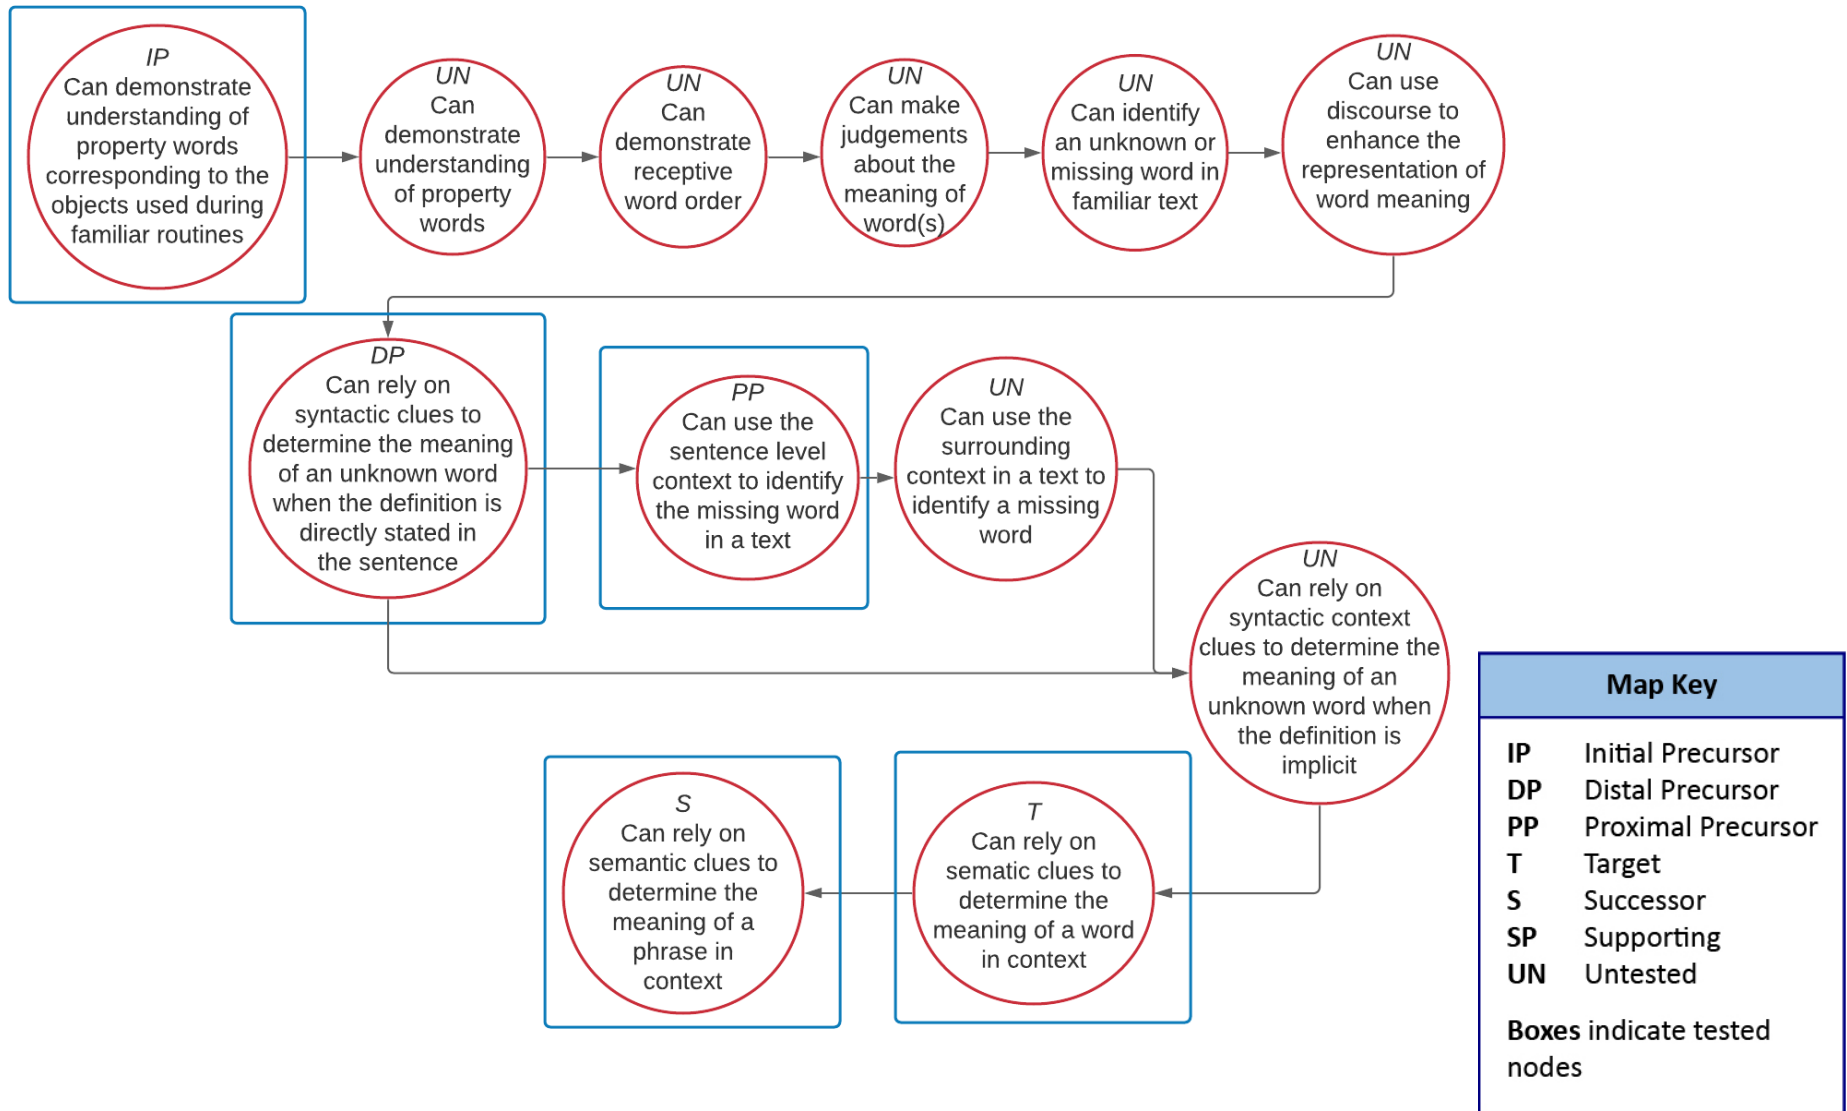 IP
Can demonstrate
understanding of
property words
corresponding to the
objects used during
familiar routines
UN
Can
demonstrate
understanding
of property
words
UN
Can
demonstrate
receptive
word order
UN
Can make
judgements
about the
meaning of
word(s)
UN
Can identify
an unknown or
missing word in
familiar text
UN
Can use
discourse to
enhance the
representation of
word meaning
DP
Can rely on
syntactic clues to
determine the meaning
of an unknown word
when the definition is
directly stated in
the sentence
PP
Can use the
sentence level
context to identify
the missing word
in a text
UN
Can use the
surrounding
context in a text to
identify a missing
word
UN
Can rely on
syntactic context
clues to determine the
meaning of an
unknown word when
the definition is
implicit
T
Can rely on
sematic clues to
determine the
meaning of a word
in context
S
Can rely on
semantic clues to
determine the
meaning of a
phrase in
context
Map Key
IP Initial Precursor
DP Distal Precursor
PP Proximal Precursor
T Target
S Successor
SP Supporting
UN Untested
Boxes indicate tested
nodes